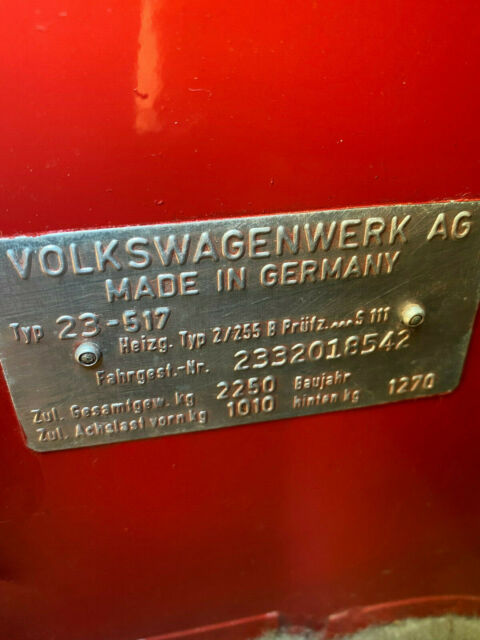 VOLKSWAGENWERK AG
MADE IN GERMANY
Typ 23-517
Heizg. Typ 2/255 B Prüfz.... S 111
Fahrgest.-Nr. 2332018542
Zul. Gesamtgew. kg 2250 Baujahr
Zul. Achslast vorn kg 1010 hinten kg 1270